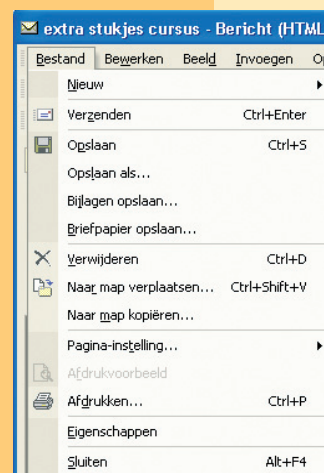 extra stukjes cursus - Bericht (HTML
Bestand Bewerken Beeld Invoegen
Nieuw
Verzenden Ctrl+Enter
Opslaan Ctrl+S
Opslaan als...
Bijlagen opslaan...
Briefpapier opslaan...
Verwijderen Ctrl+D
Naar map verplaatsen... Ctrl+Shift+V
Naar map kopiëren...
Pagina-instelling...
Afdrukvoorbeeld
Afdrukken... Ctrl+P
Eigenschappen
Sluiten Alt+F4